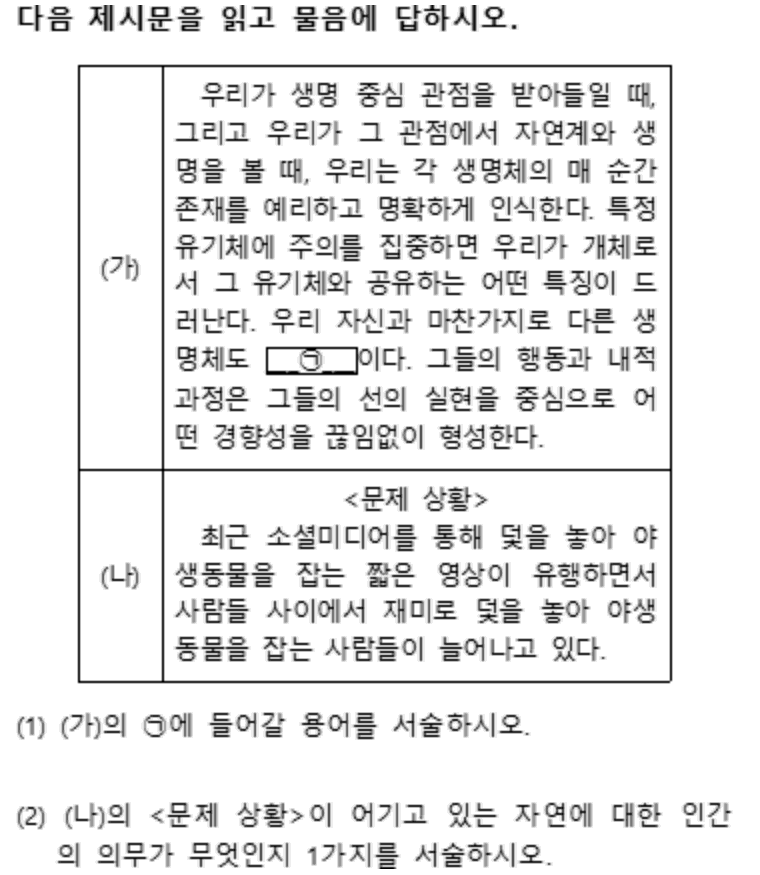 다음 제시문을 읽고 물음에 답하시오.
(가)
우리가 생명 중심 관점을 받아들일 때,
그리고 우리가 그 관점에서 자연계와 생
명을 볼 때, 우리는 각 생명체의 매 순간
존재를 예리하고 명확하게 인식한다. 특정
유기체에 주의를 집중하면 우리가 개체로
서 그 유기체와 공유하는 어떤 특징이 드
러난다. 우리 자신과 마찬가지로 다른 생
명체도 __㉠__이다. 그들의 행동과 내적
과정은 그들의 선의 실현을 중심으로 어
떤 경향성을 끊임없이 형성한다.
(나)
<문제 상황>
최근 소셜미디어를 통해 덫을 놓아 야
생동물을 잡는 짧은 영상이 유행하면서
사람들 사이에서 재미로 덫을 놓아 야생
동물을 잡는 사람들이 늘어나고 있다.
(1) (가)의 ㉠에 들어갈 용어를 서술하시오.
(2) (나)의 <문제 상황>이 어기고 있는 자연에 대한 인간
의 의무가 무엇인지 1가지를 서술하시오.